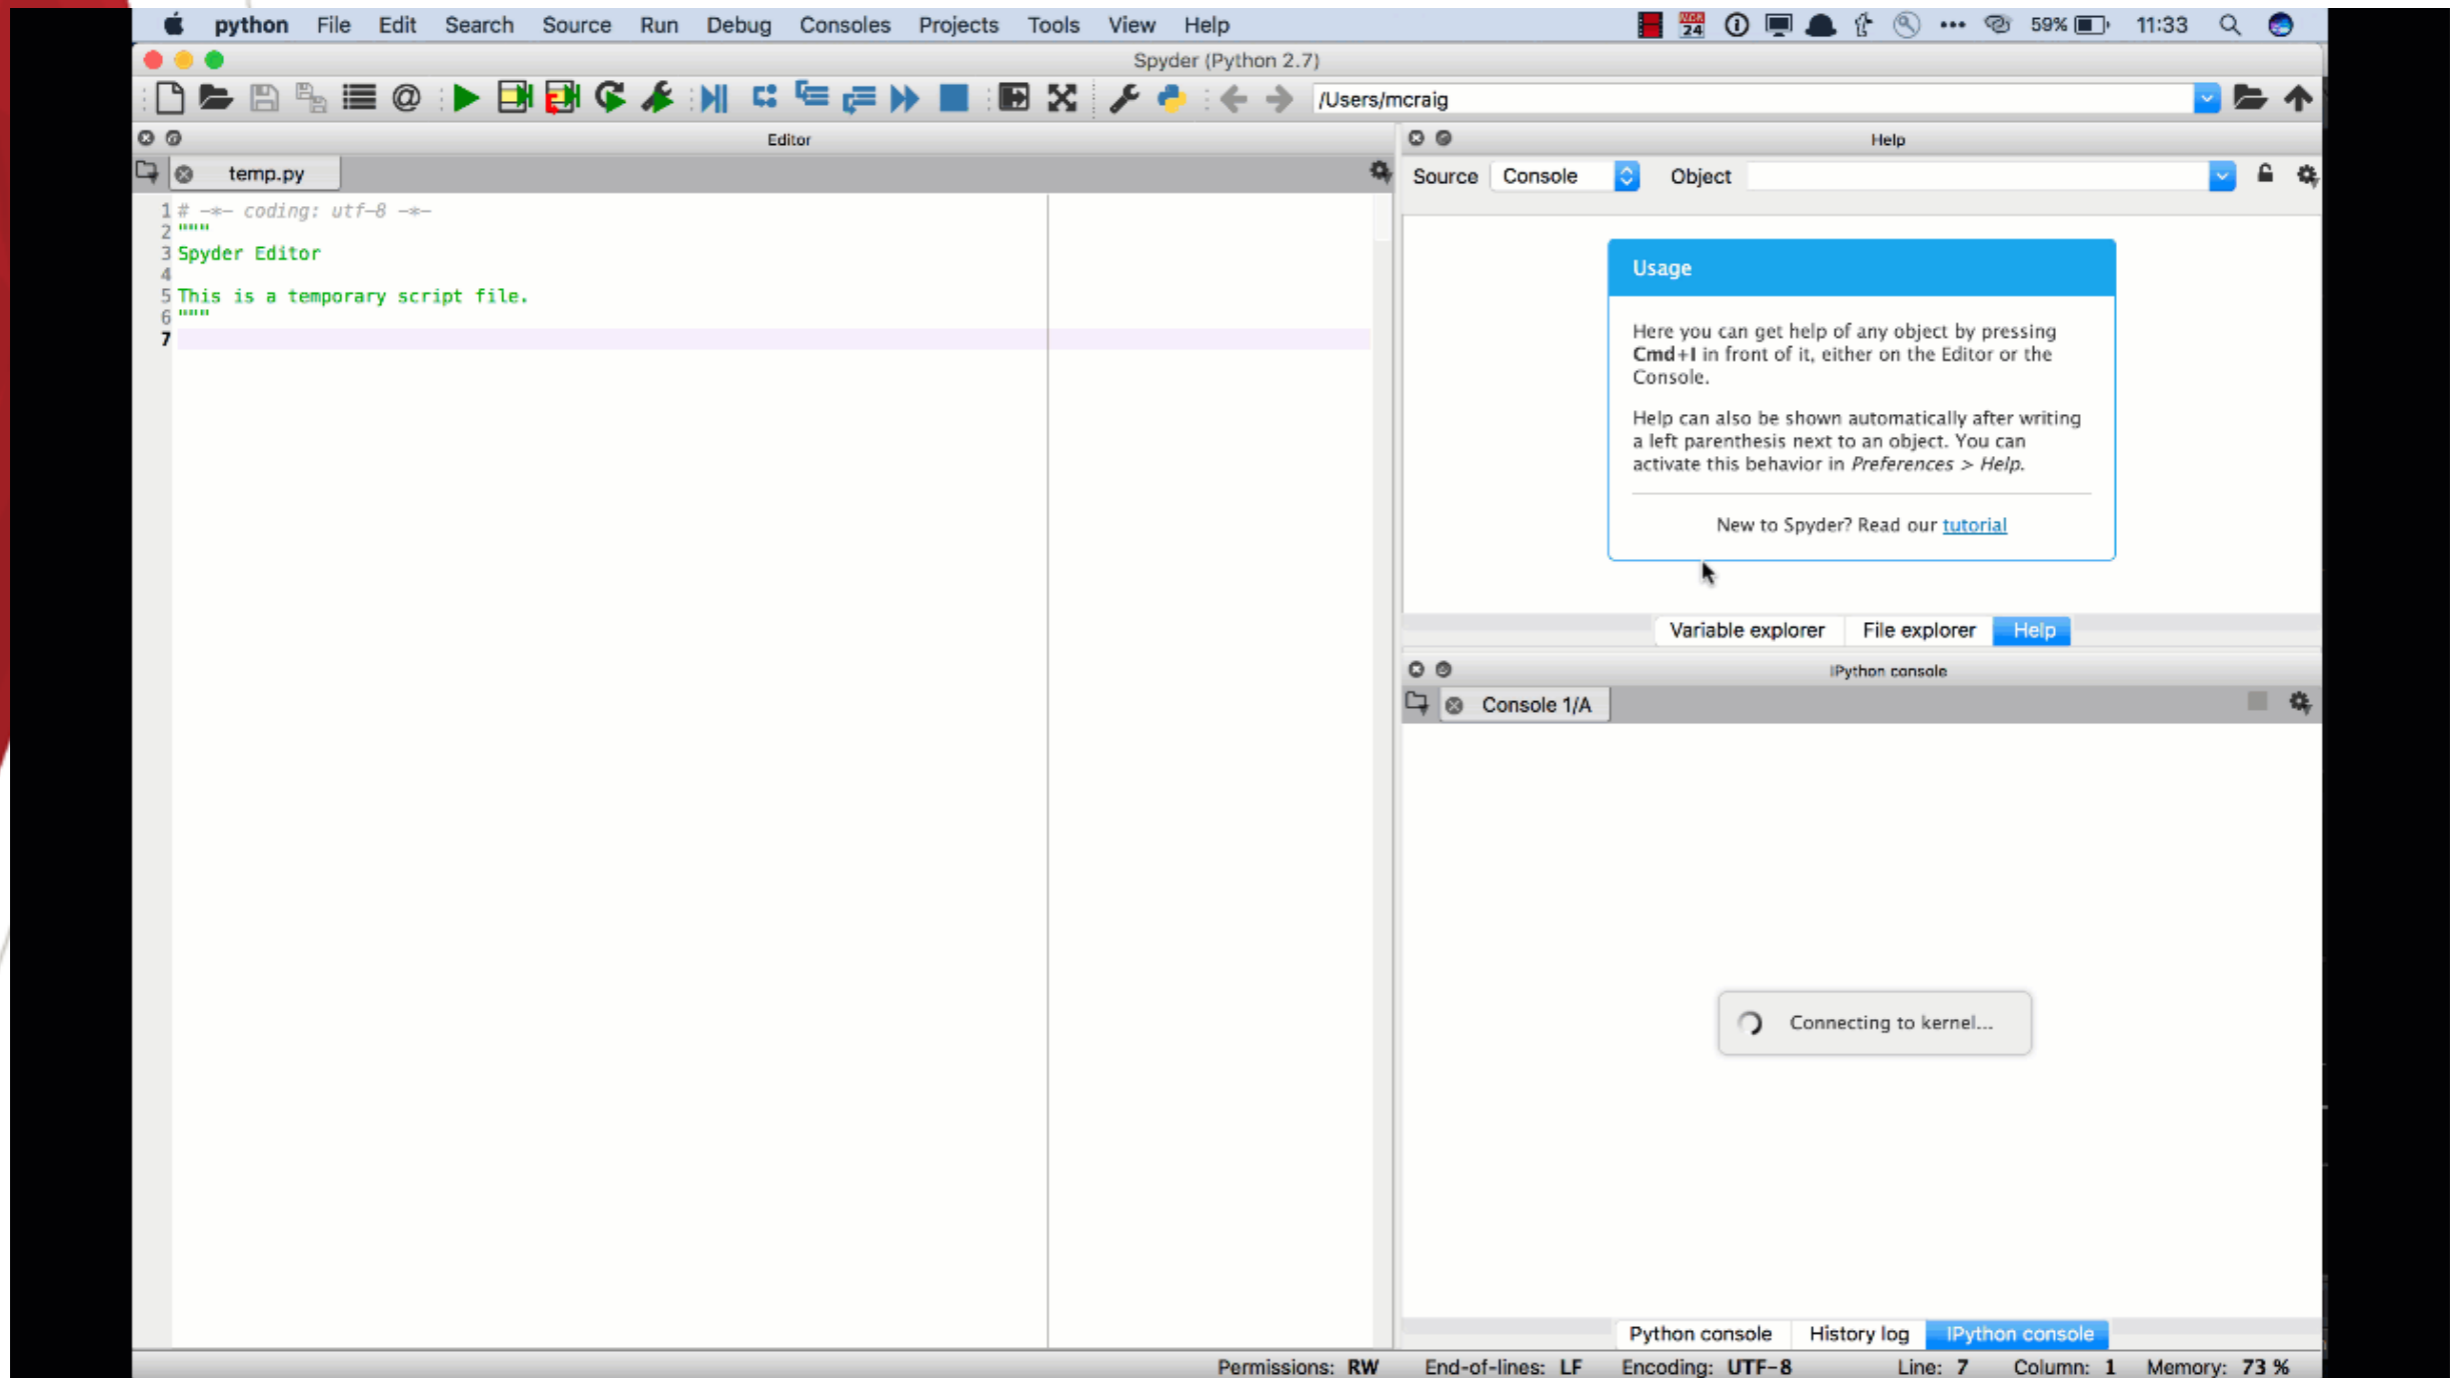 python File Edit Search Source Run Debug Consoles Projects Tools View Help 24 59% 11:33
Spyder (Python 2.7)
/Users/mcraig
Editor
temp.py
1 # -*- coding: utf-8 -*-
2 """
3 Spyder Editor
4
5 This is a temporary script file.
6 """
7
Help
Source Console Object
Usage
Here you can get help of any object by pressing
Cmd+I in front of it, either on the Editor or the
Console.
Help can also be shown automatically after writing
a left parenthesis next to an object. You can
activate this behavior in Preferences > Help.
New to Spyder? Read our tutorial
Variable explorer File explorer Help
IPython console
Console 1/A
Connecting to kernel...
Python console History log IPython console
Permissions: RW End-of-lines: LF Encoding: UTF-8 Line: 7 Column: 1 Memory: 73 %